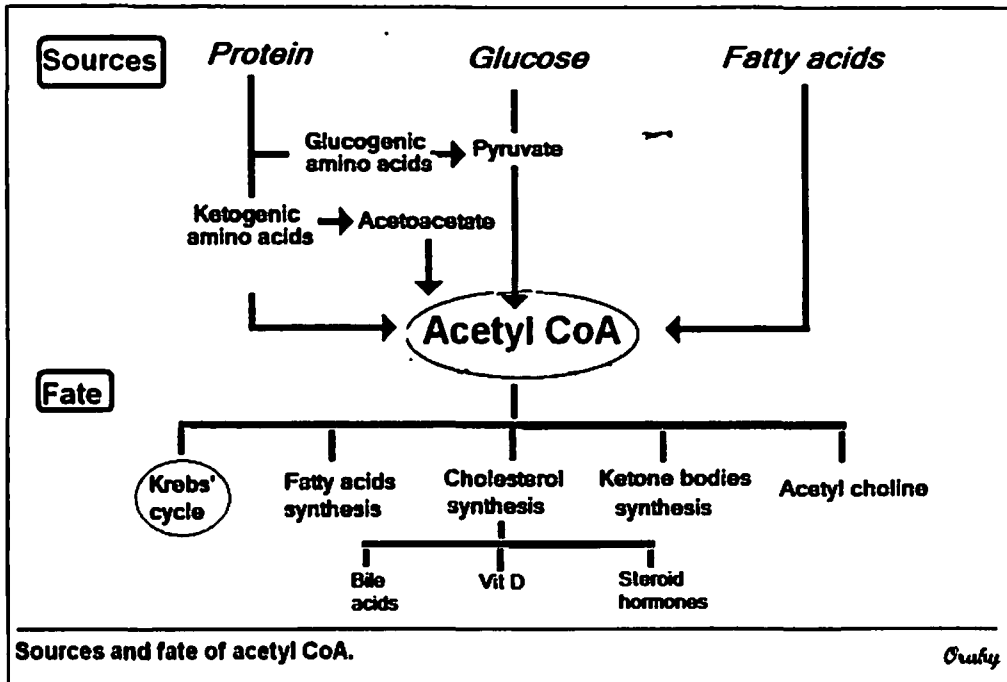 Sources
Protein
Glucose
Fatty acids
Glucogenic
amino acids
Pyruvate
Ketogenic
amino acids
Acetoacetate
Acetyl CoA
Fate
Krebs'
cycle
Fatty acids
synthesis
Cholesterol
synthesis
Ketone bodies
synthesis
Acetyl choline
Bile
acids
Vit D
Steroid
hormones
Sources and fate of acetyl CoA.
Oraby